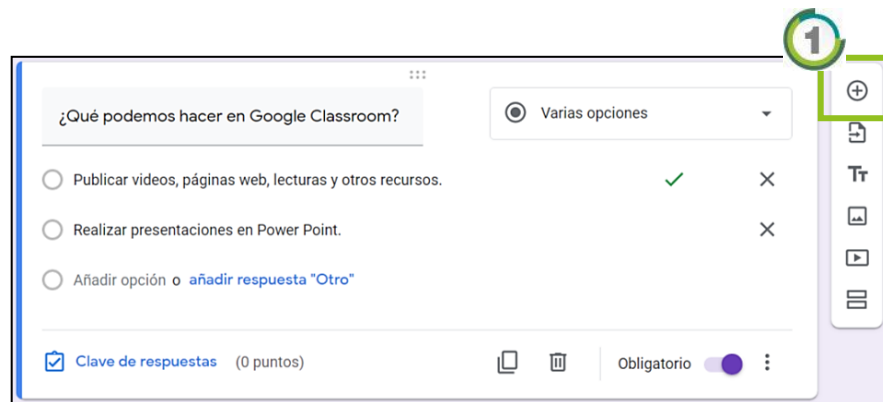 1
¿Qué podemos hacer en Google Classroom?
Varias opciones
Publicar videos, páginas web, lecturas y otros recursos.
Realizar presentaciones en Power Point.
Añadir opción o añadir respuesta "Otro"
Clave de respuestas (0 puntos)
Obligatorio
Tт